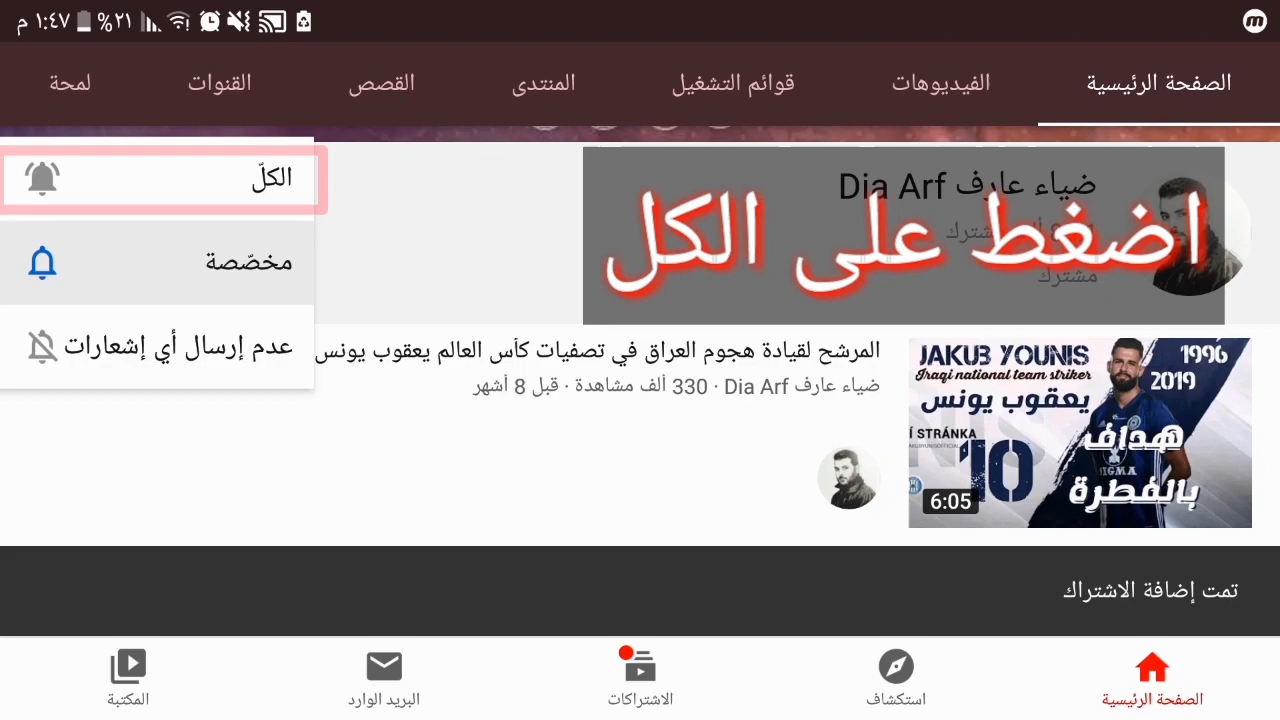 م ١:٤٧ %٢١
الصفحة الرئيسية الفيديوهات قوائم التشغيل المنتدى القصص القنوات لمحة
ضياء عارف Dia Arf
اضغط على الكل
مشترك
الكلّ
مخصّصة
عدم إرسال أي إشعارات
المرشح لقيادة هجوم العراق في تصفيات كأس العالم يعقوب يونس
ضياء عارف Dia Arf · 330 ألف مشاهدة · قبل 8 أشهر
JAKUB YOUNIS
Iraqi national team striker
يعقوب يونس
1996
2019
Í STRÁNKA
10
SIGMA
هداف
بالفطرة
6:05
تمت إضافة الاشتراك
الصفحة الرئيسية استكشاف الاشتراكات البريد الوارد المكتبة